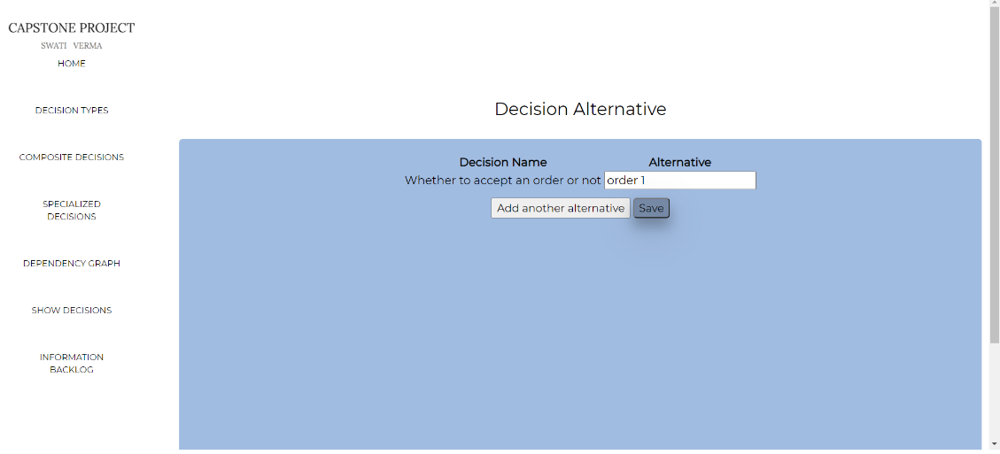 CAPSTONE PROJECT
SWATI VERMA
HOME
DECISION TYPES
COMPOSITE DECISIONS
SPECIALIZED
DECISIONS
DEPENDENCY GRAPH
SHOW DECISIONS
INFORMATION
BACKLOG
Decision Alternative
Decision Name Alternative
Whether to accept an order or not order 1
Add another alternative Save